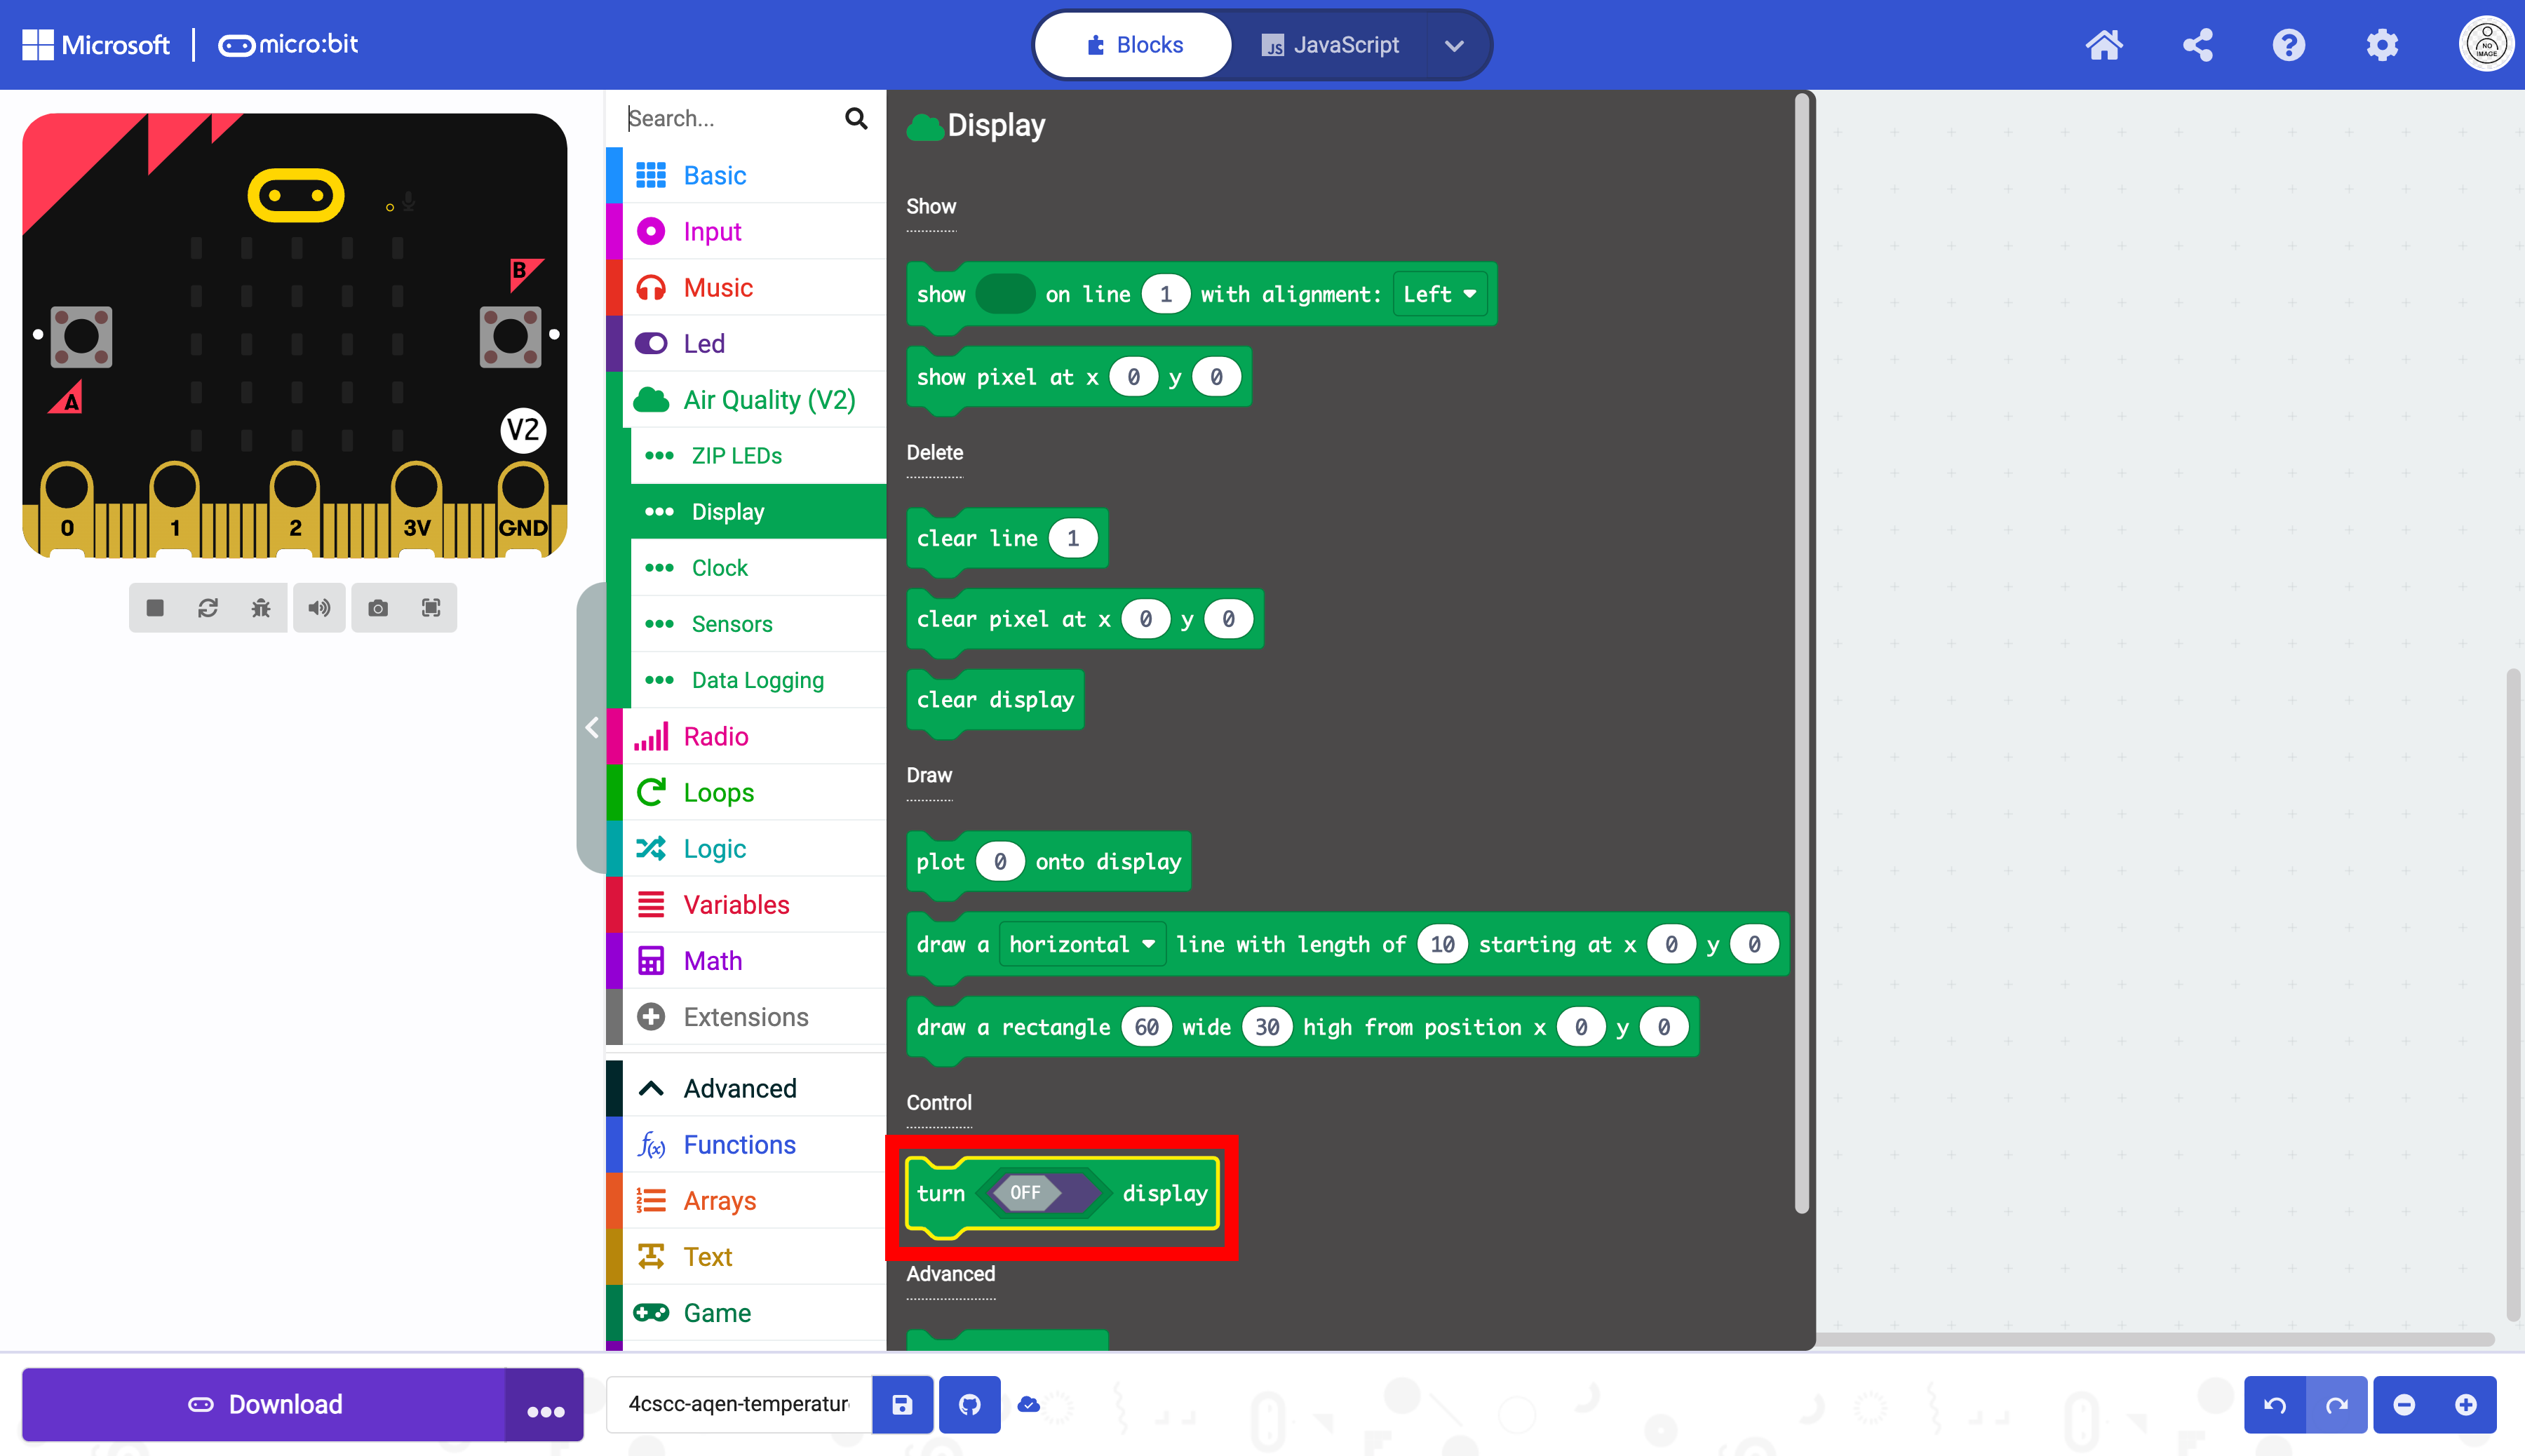 Microsoft | micro:bit
Blocks
JavaScript
NO IMAGE
B
A
V2
0 1 2 3V GND
Search...
Basic
Input
Music
Led
Air Quality (V2)
ZIP LEDs
Display
Clock
Sensors
Data Logging
Radio
Loops
Logic
Variables
Math
Extensions
Advanced
Functions
Arrays
Text
Game
Display
Show
show on line 1 with alignment: Left
show pixel at x 0 y 0
Delete
clear line 1
clear pixel at x 0 y 0
clear display
Draw
plot 0 onto display
draw a horizontal line with length of 10 starting at x 0 y 0
draw a rectangle 60 wide 30 high from position x 0 y 0
Control
turn OFF display
Advanced
Download
4cscc-aqen-temperatur